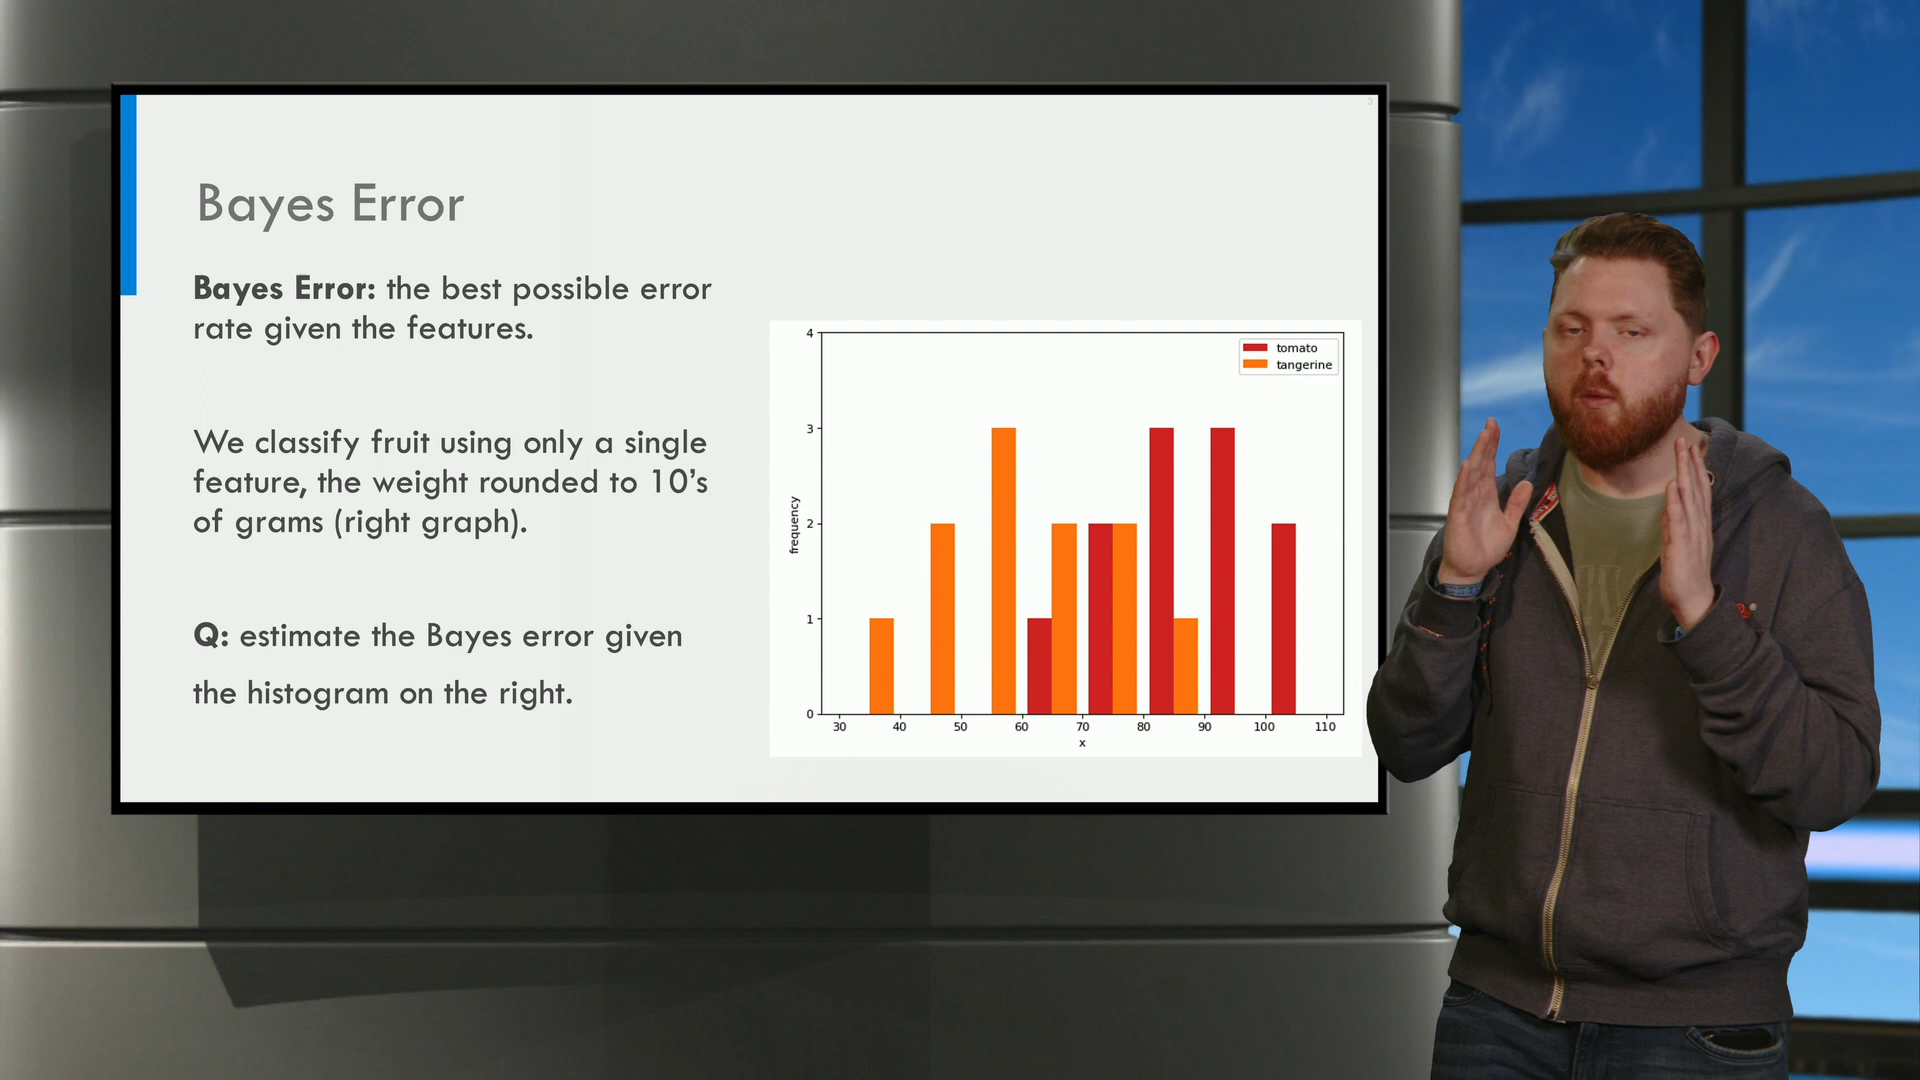 3
Bayes Error
Bayes Error: the best possible error
rate given the features.
We classify fruit using only a single
feature, the weight rounded to 10’s
of grams (right graph).
Q: estimate the Bayes error given
the histogram on the right.
tomato
tangerine
4
3
2
1
0
frequency
30 40 50 60 70 80 90 100 110
x